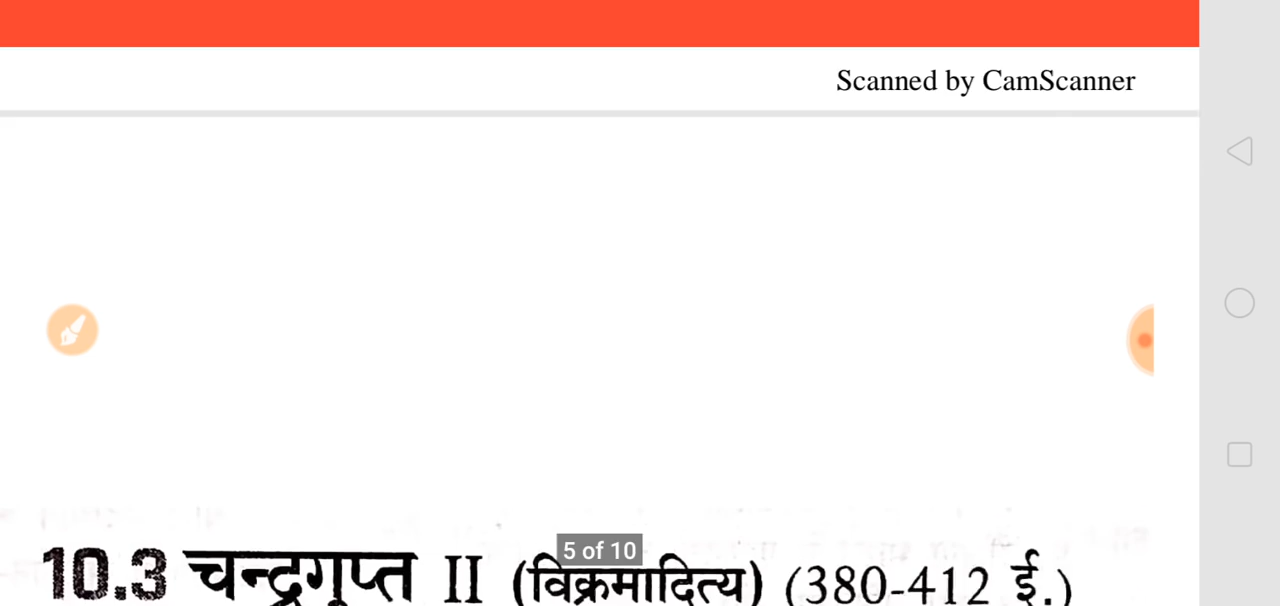 Scanned by CamScanner
5 of 10
10.3 चन्द्रगुप्त II (विक्रमादित्य) (380-412 ई.)